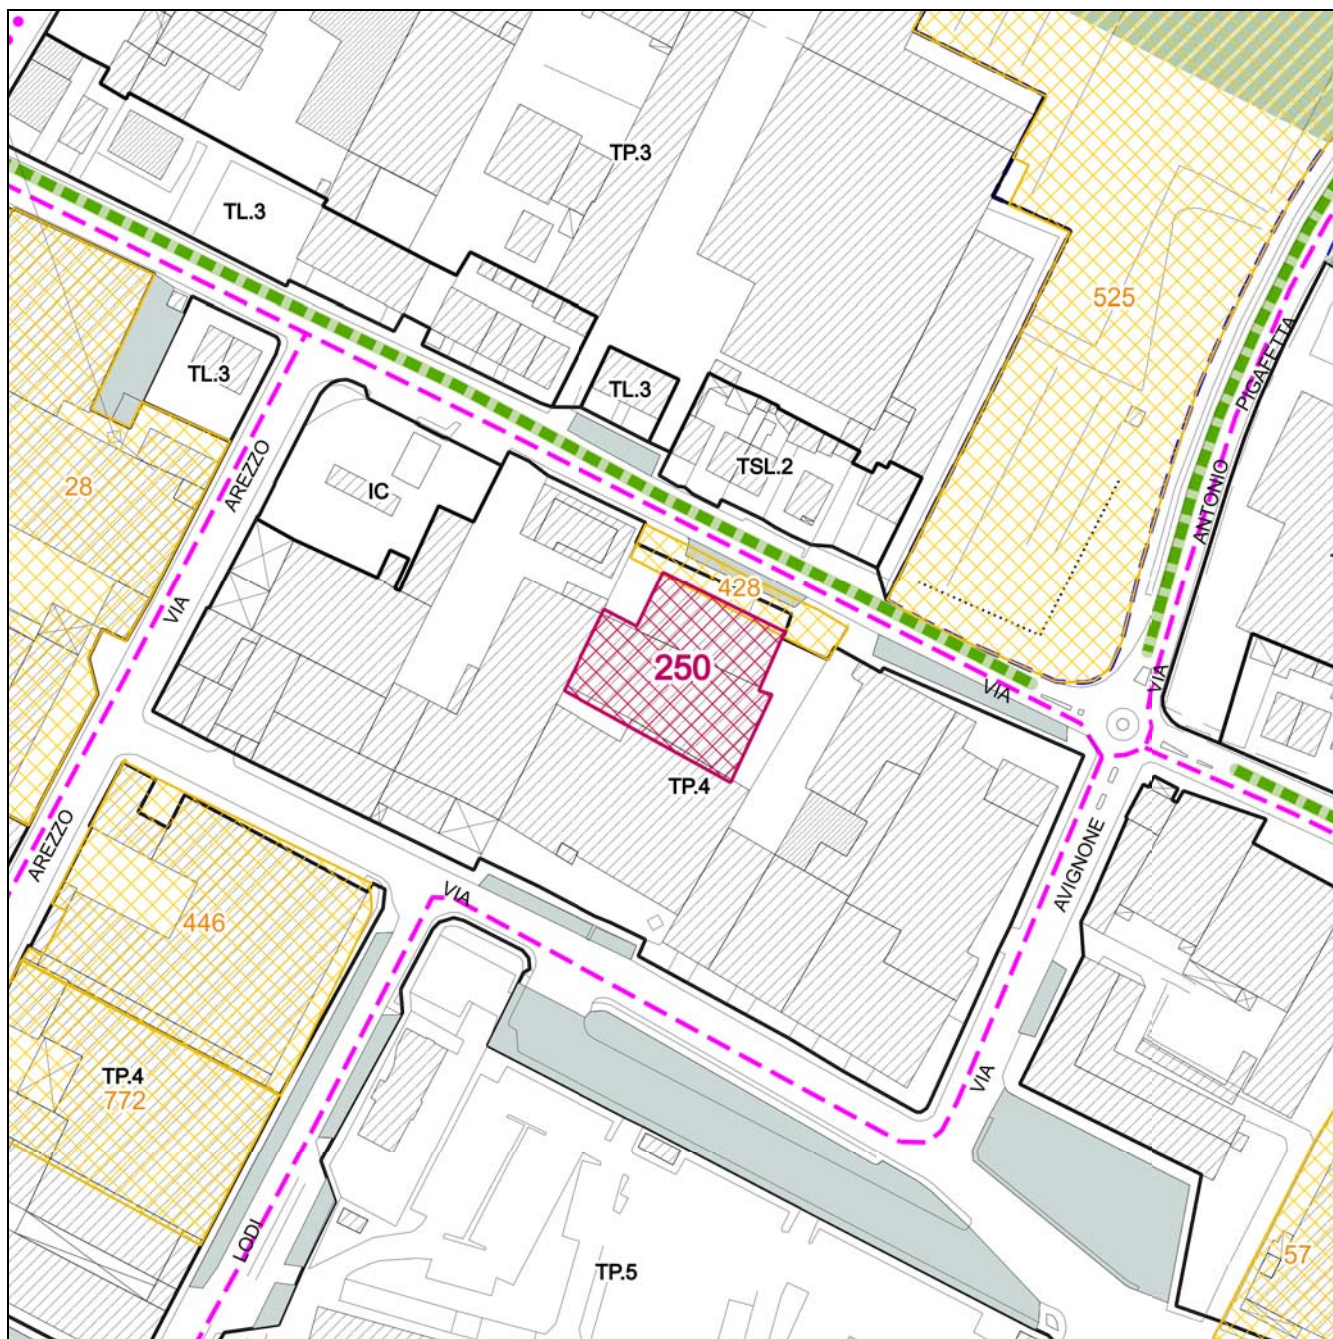 TP.3
TL.3
525
PIGAFETTA
TL.3
TL.3
AREZZO
TSL.2
28
IC
ANTONIO
428
VIA
250
VIA
VIA
TP.4
AREZZO
AVIGNONE
VIA
446
TP.4
772
VIA
LODI
57
TP.5